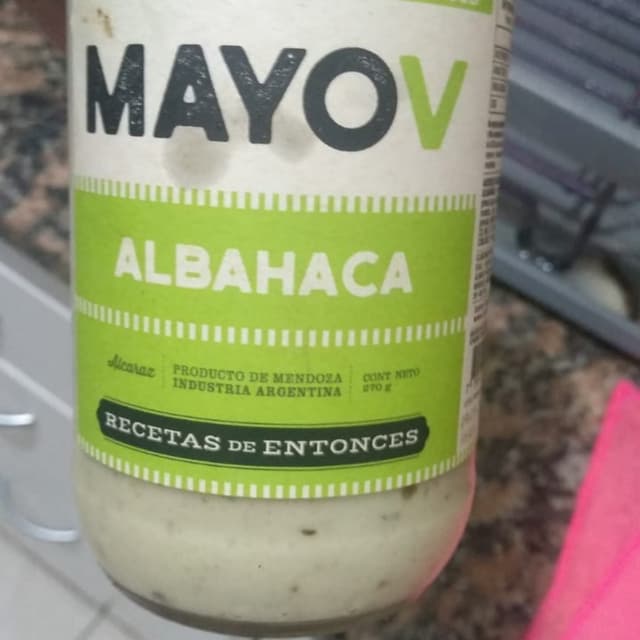 MAYOV
ALBAHACA
Alcaraz
PRODUCTO DE MENDOZA
INDUSTRIA ARGENTINA
CONT NETO
270 g
RECETAS DE ENTONCES